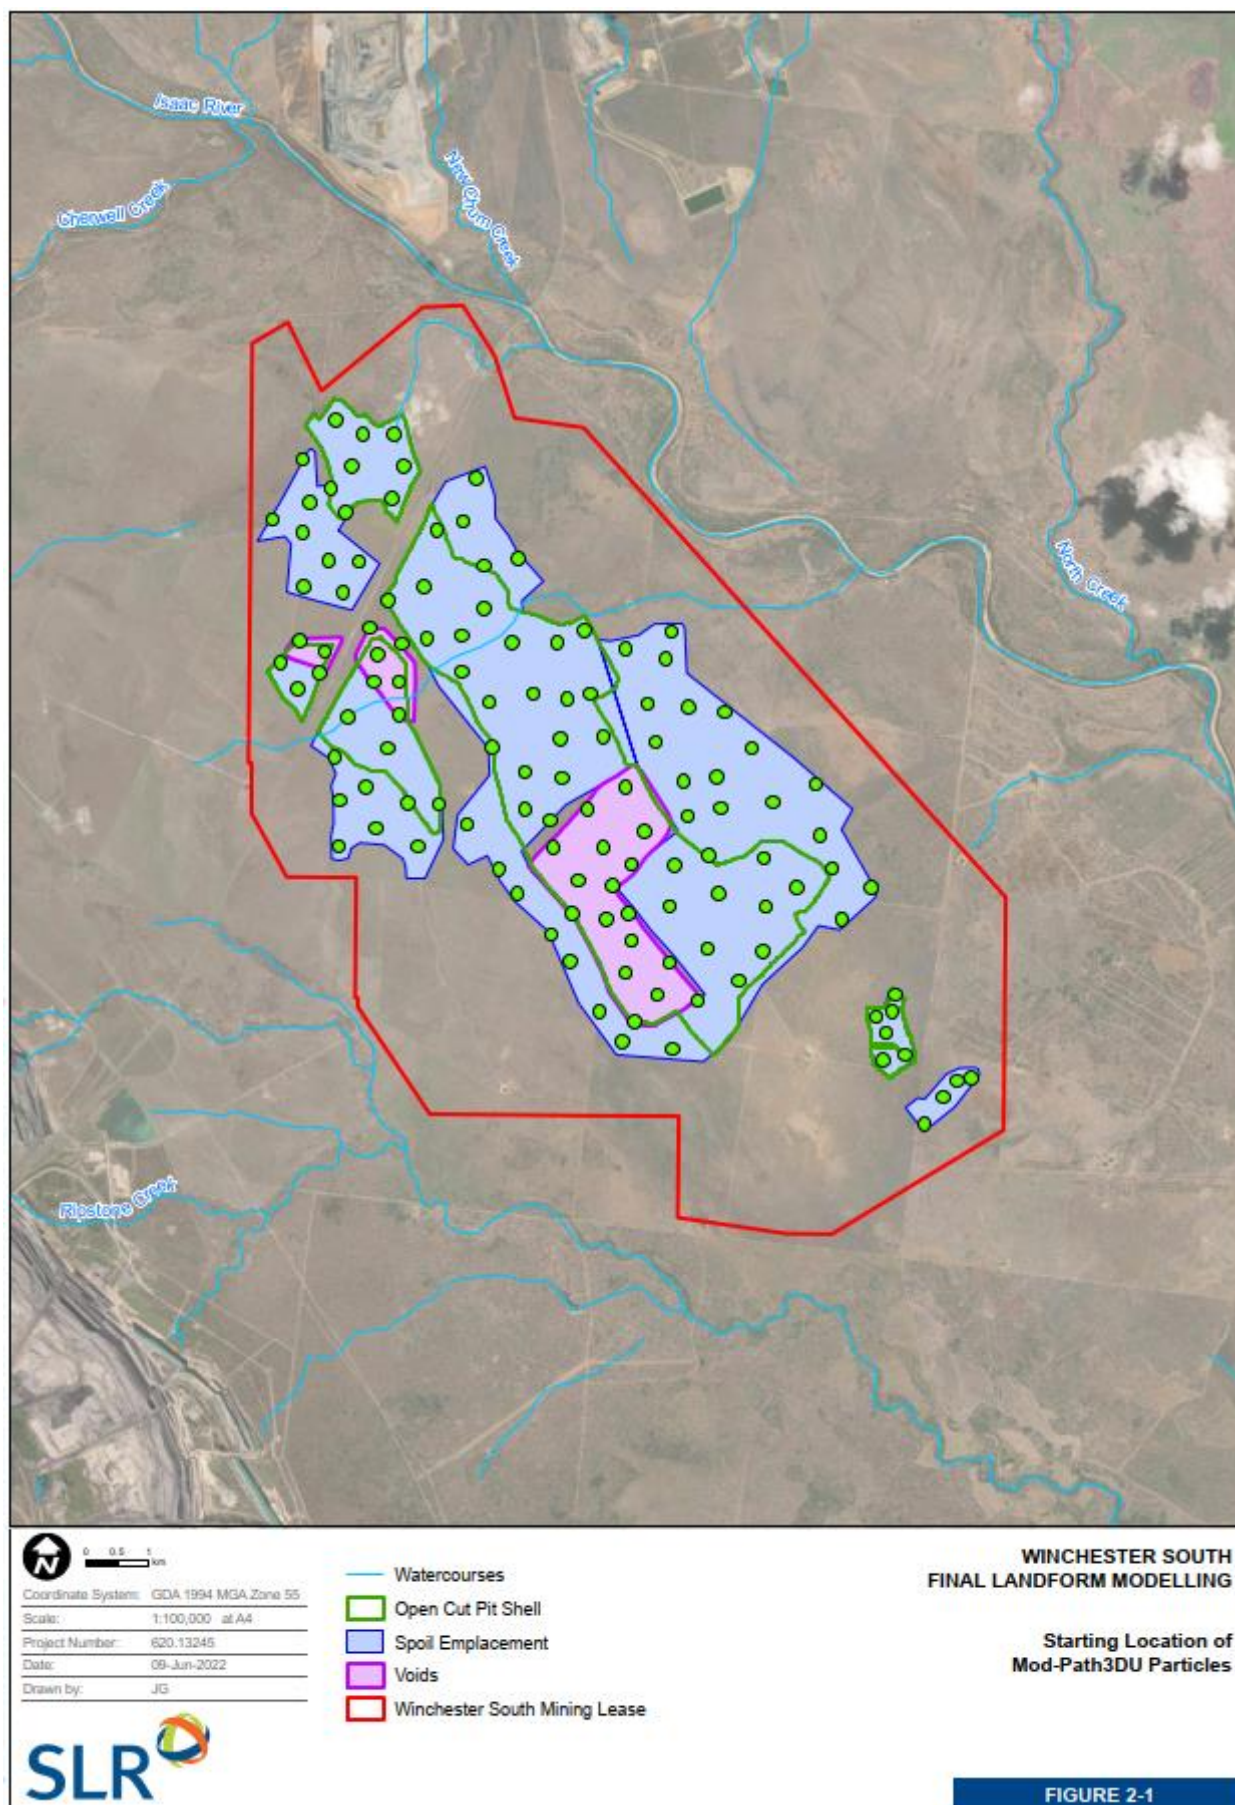 Isaac River
Cherwell Creek
New Chum Creek
North Creek
Ripstone Creek
N
0 0.5 1
km
Coordinate System: GDA 1994 MGA Zone 55
Scale: 1:100,000 at A4
Project Number: 620.13245
Date: 09-Jun-2022
Drawn by: JG
SLR
Watercourses
Open Cut Pit Shell
Spoil Emplacement
Voids
Winchester South Mining Lease
WINCHESTER SOUTH
FINAL LANDFORM MODELLING
Starting Location of
Mod-Path3DU Particles
FIGURE 2-1